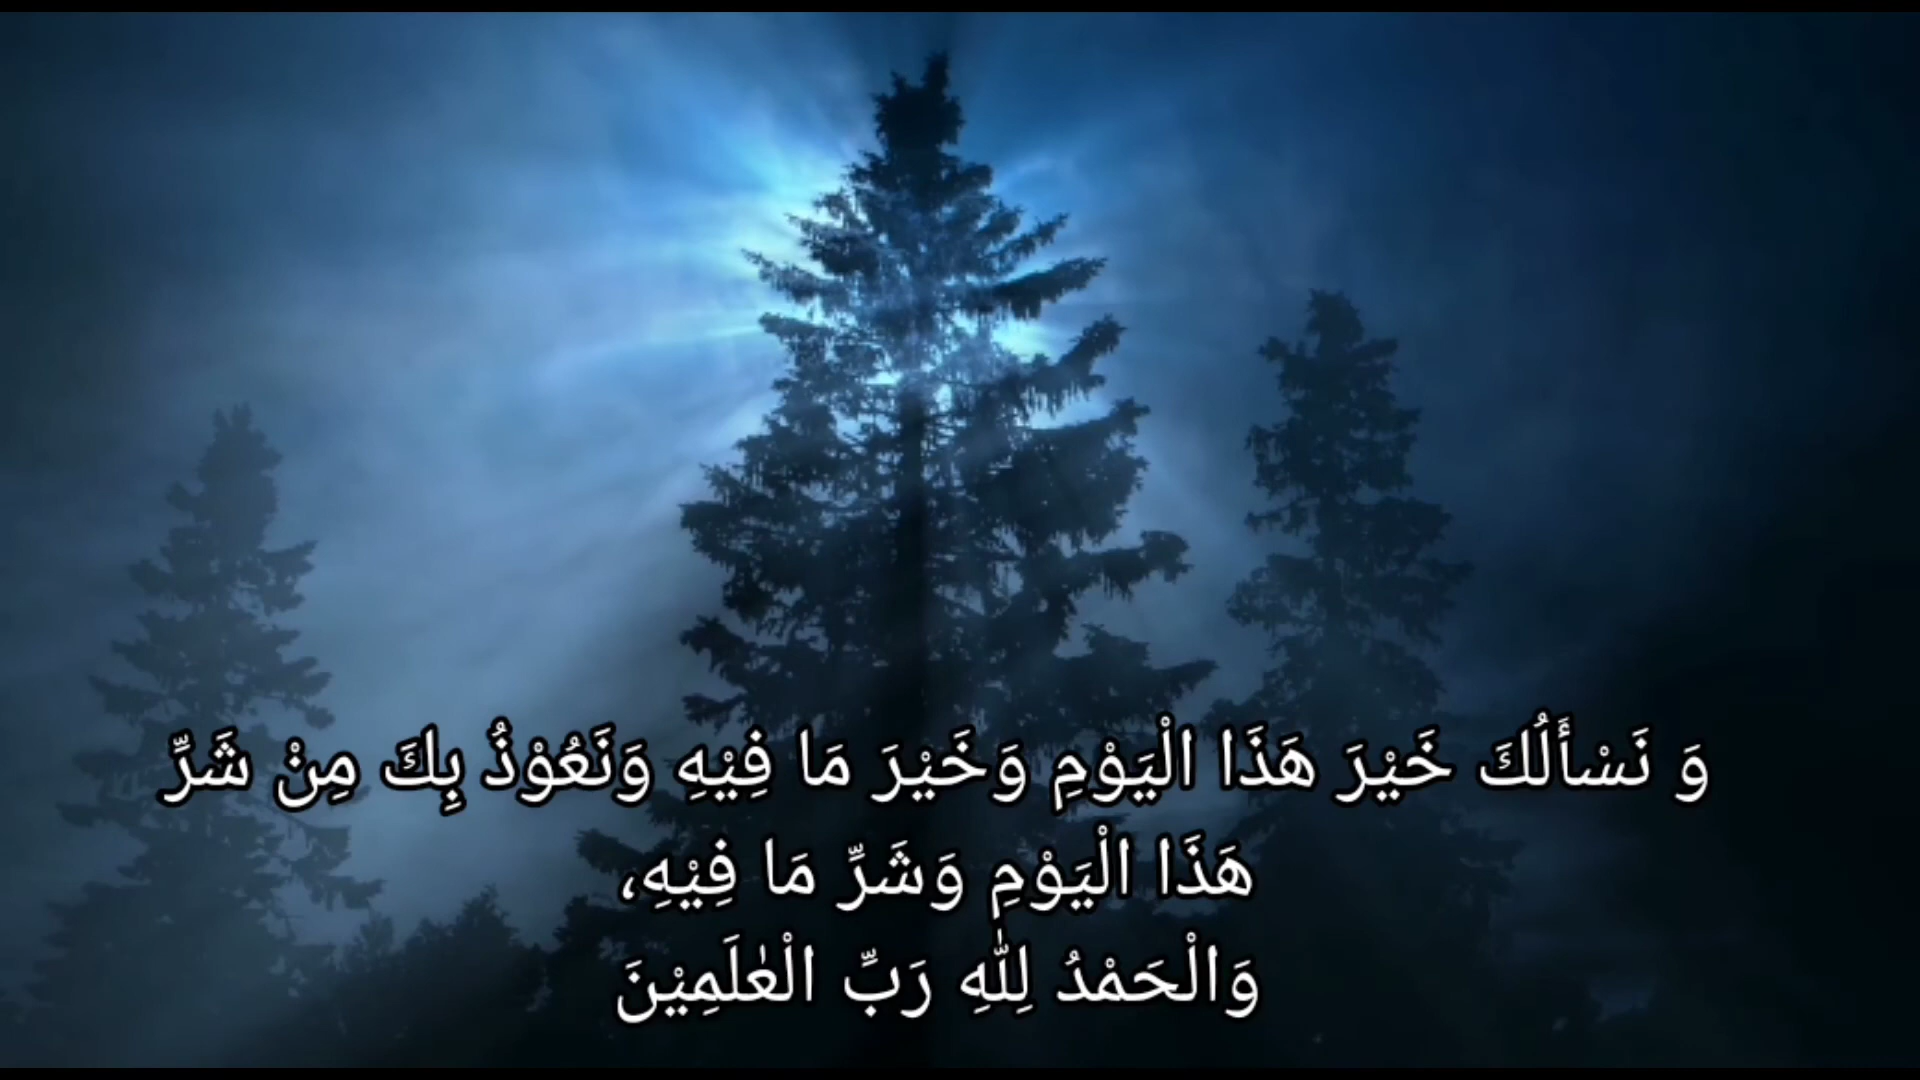 وَ نَسْأَلُكَ خَيْرَ هَذَا الْيَوْمِ وَخَيْرَ مَا فِيْهِ وَنَعُوْذُ بِكَ مِنْ شَرِّ
هَذَا الْيَوْمِ وَشَرِّ مَا فِيْهِ،
وَالْحَمْدُ لِلّٰهِ رَبِّ الْعٰلَمِيْنَ